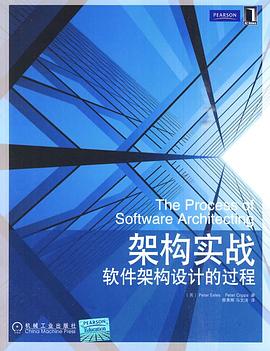 PEARSON
The Process of
Software Architecting
架构实战
软件架构设计的过程
Peter Eeles Peter Cripps 著
机械工业出版社
China Machine Press
PEARSON
Education